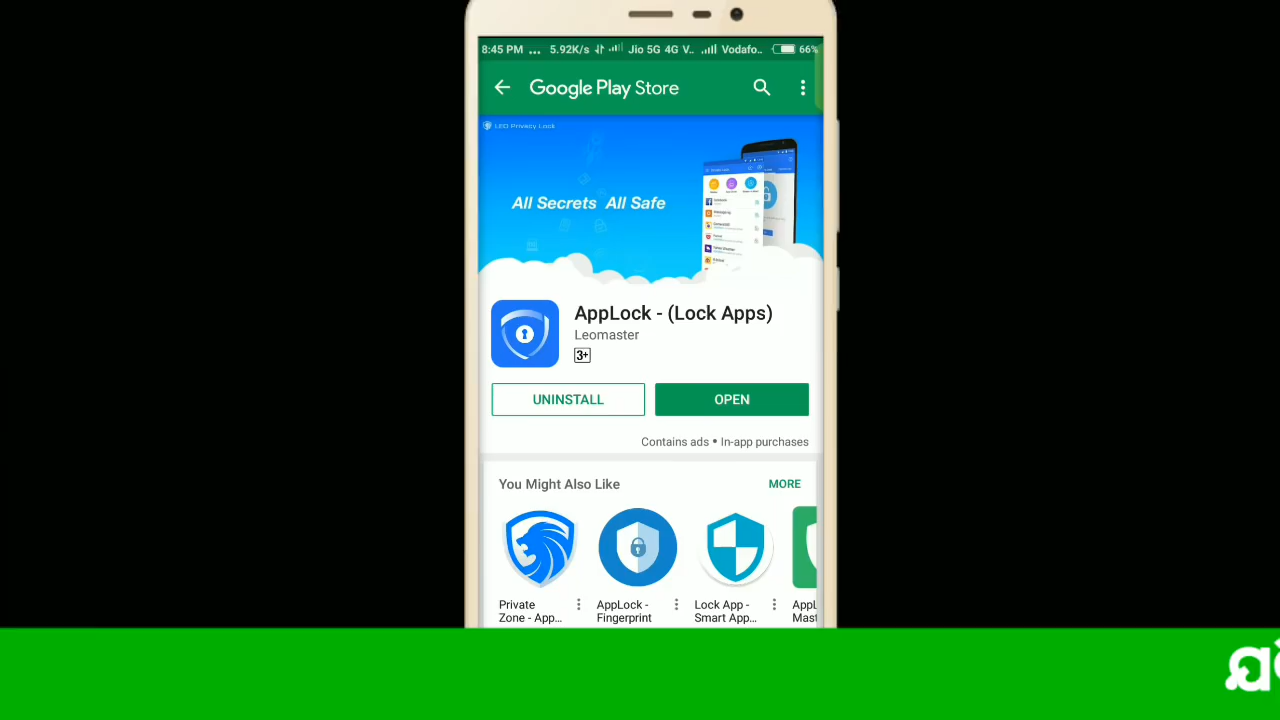 8:45 PM ... 5.92K/s Jio 5G 4G V.. Vodafo.. 66%
Google Play Store
LEO Privacy Lock
All Secrets All Safe
AppLock - (Lock Apps)
Leomaster
3+
UNINSTALL
OPEN
Contains ads • In-app purchases
You Might Also Like
MORE
Private
Zone - App...
AppLock -
Fingerprint
Lock App -
Smart App...
AppL
Mast